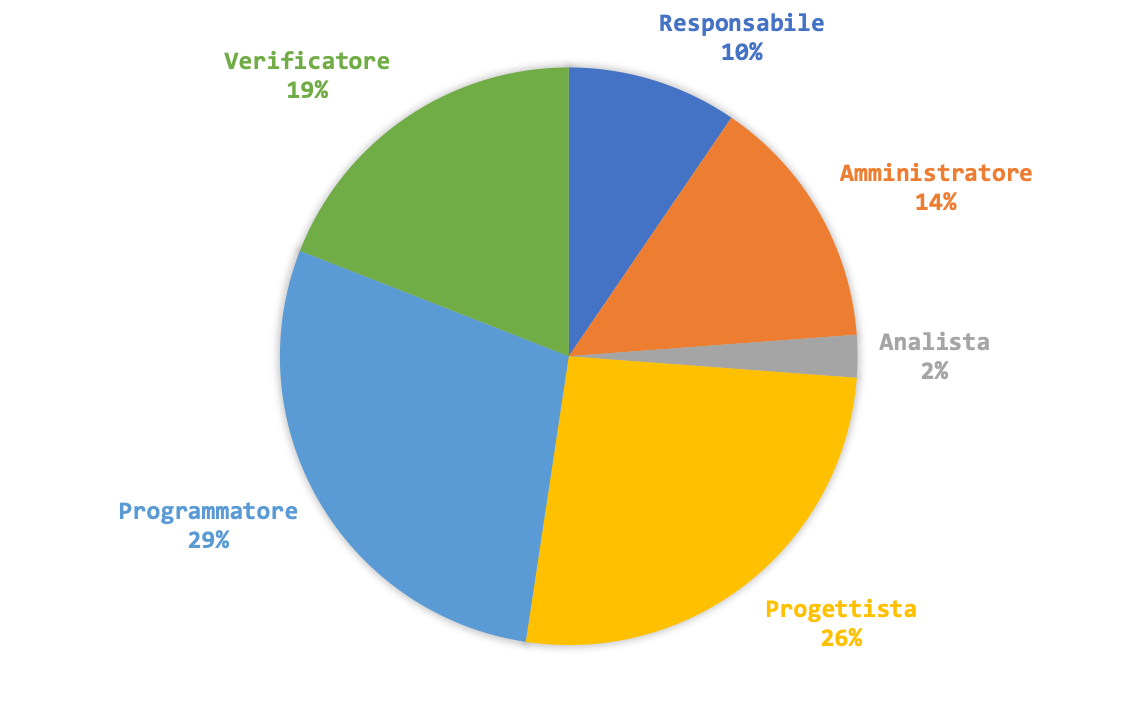 Responsabile
10%
Verificatore
19%
Amministratore
14%
Analista
2%
Programmatore
29%
Progettista
26%